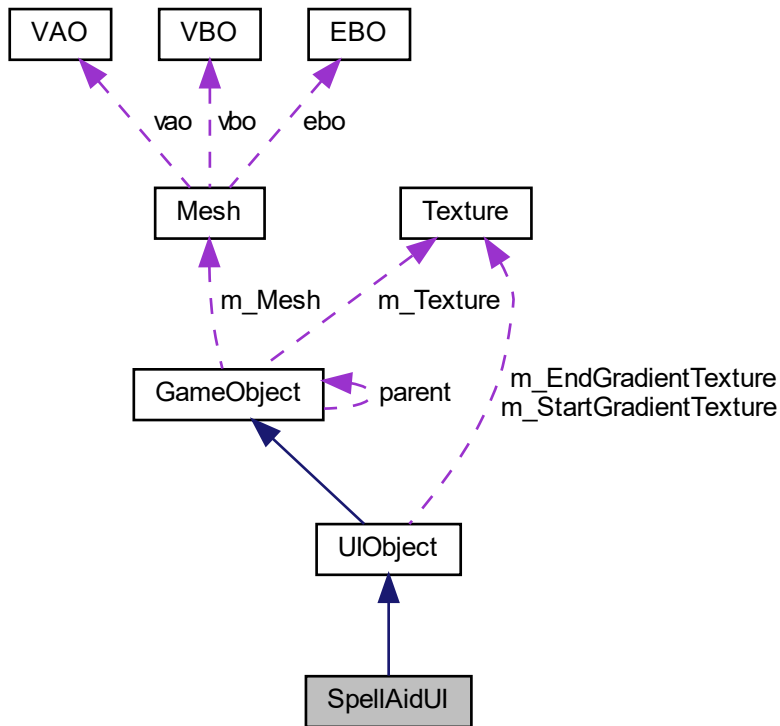 VAO
VBO
EBO
vao
vbo
ebo
Mesh
Texture
m_Mesh
m_Texture
GameObject
parent
m_EndGradientTexture
m_StartGradientTexture
UIObject
SpellAidUI